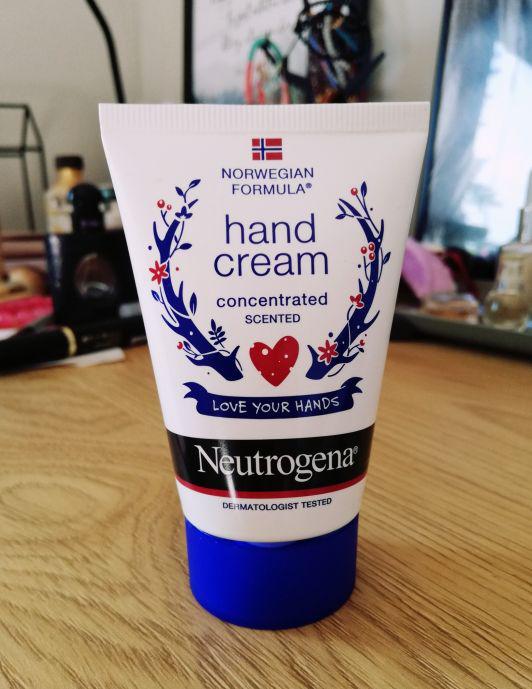 NORWEGIAN
FORMULA®
hand
cream
concentrated
SCENTED
LOVE YOUR HANDS
Neutrogena®
DERMATOLOGIST TESTED